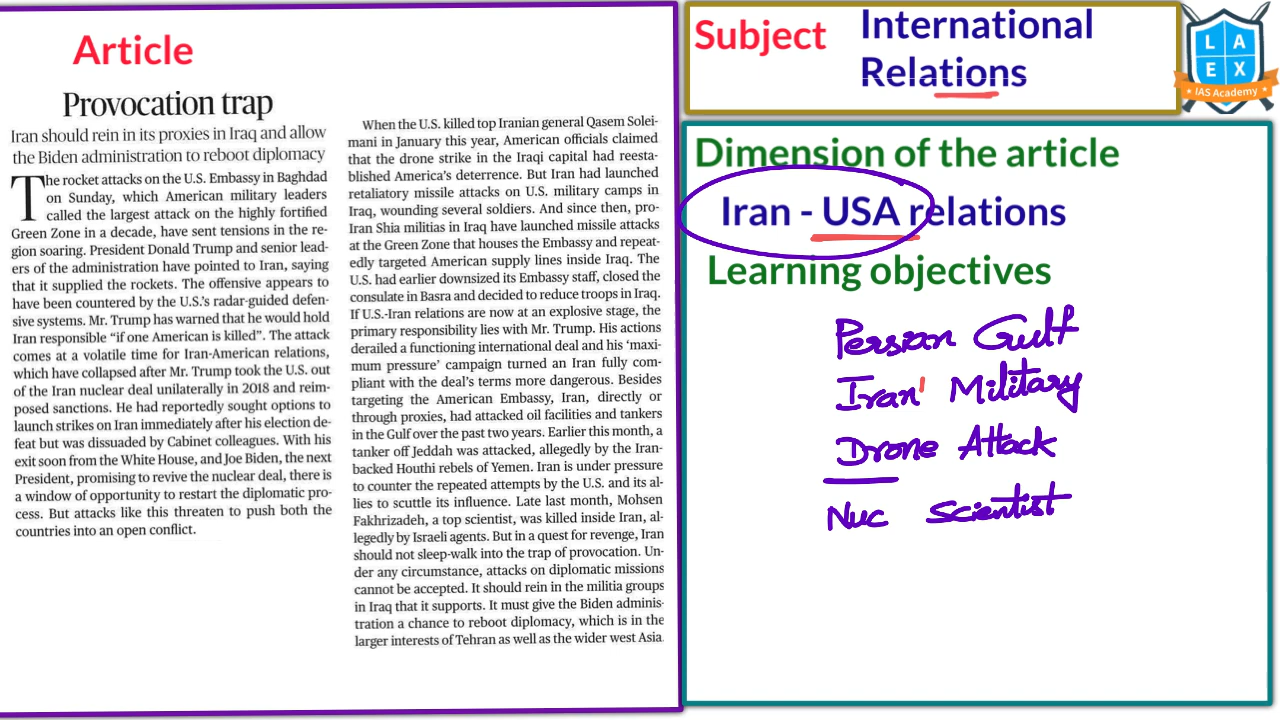 Article
Provocation trap
Iran should rein in its proxies in Iraq and allow
the Biden administration to reboot diplomacy
The rocket attacks on the U.S. Embassy in Baghdad
on Sunday, which American military leaders
called the largest attack on the highly fortified
Green Zone in a decade, have sent tensions in the re-
gion soaring. President Donald Trump and senior lead-
ers of the administration have pointed to Iran, saying
that it supplied the rockets. The offensive appears to
have been countered by the U.S.'s radar-guided defen-
sive systems. Mr. Trump has warned that he would hold
Iran responsible “if one American is killed”. The attack
comes at a volatile time for Iran-American relations,
which have collapsed after Mr. Trump took the U.S. out
of the Iran nuclear deal unilaterally in 2018 and reim-
posed sanctions. He had reportedly sought options to
launch strikes on Iran immediately after his election de-
feat but was dissuaded by Cabinet colleagues. With his
exit soon from the White House, and Joe Biden, the next
President, promising to revive the nuclear deal, there is
a window of opportunity to restart the diplomatic pro-
cess. But attacks like this threaten to push both the
countries into an open conflict.
When the U.S. killed top Iranian general Qasem Solei-
mani in January this year, American officials claimed
that the drone strike in the Iraqi capital had reesta-
blished America's deterrence. But Iran had launched
retaliatory missile attacks on U.S. military camps in
Iraq, wounding several soldiers. And since then, pro-
Iran Shia militias in Iraq have launched missile attacks
at the Green Zone that houses the Embassy and repeat-
edly targeted American supply lines inside Iraq. The
U.S. had earlier downsized its Embassy staff, closed the
consulate in Basra and decided to reduce troops in Iraq.
If U.S.-Iran relations are now at an explosive stage, the
primary responsibility lies with Mr. Trump. His actions
derailed a functioning international deal and his ‘maxi-
mum pressure’ campaign turned an Iran fully com-
pliant with the deal's terms more dangerous. Besides
targeting the American Embassy, Iran, directly or
through proxies, had attacked oil facilities and tankers
in the Gulf over the past two years. Earlier this month, a
tanker off Jeddah was attacked, allegedly by the Iran-
backed Houthi rebels of Yemen. Iran is under pressure
to counter the repeated attempts by the U.S. and its al-
lies to scuttle its influence. Late last month, Mohsen
Fakhrizadeh, a top scientist, was killed inside Iran, al-
legedly by Israeli agents. But in a quest for revenge, Iran
should not sleep-walk into the trap of provocation. Un-
der any circumstance, attacks on diplomatic missions
cannot be accepted. It should rein in the militia groups
in Iraq that it supports. It must give the Biden adminis-
tration a chance to reboot diplomacy, which is in the
larger interests of Tehran as well as the wider west Asia.
Subject
International
Relations
L A
E X
IAS Academy
Dimension of the article
Iran - USA relations
Learning objectives
Persian Gulf
Iran' Military
Drone Attack
Nuc Scientist